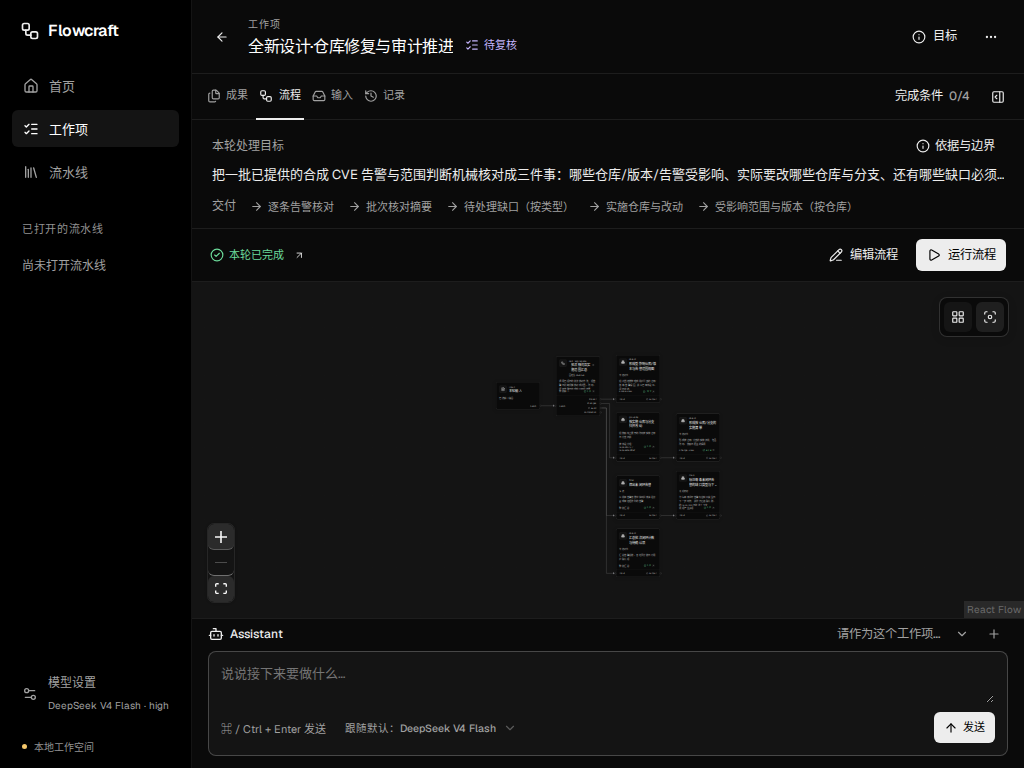 Flowcraft
首页
工作项
流水线
已打开的流水线
尚未打开流水线
模型设置
DeepSeek V4 Flash · high
本地工作空间
工作项
全新设计·仓库修复与审计推进
待复核
目标
成果
流程
输入
记录
完成条件 0/4
本轮处理目标
依据与边界
把一批已提供的合成 CVE 告警与范围判断机械核对成三件事：哪些仓库/版本/告警受影响、实际要改哪些仓库与分支、还有哪些缺口必须…
交付
逐条告警核对
批次核对摘要
待处理缺口（按类型）
实施仓库与改动
受影响范围与版本（按仓库）
本轮已完成
编辑流程
运行流程
React Flow
Assistant
请作为这个工作项…
说说接下来要做什么…
⌘ / Ctrl + Enter 发送
跟随默认：DeepSeek V4 Flash
发送